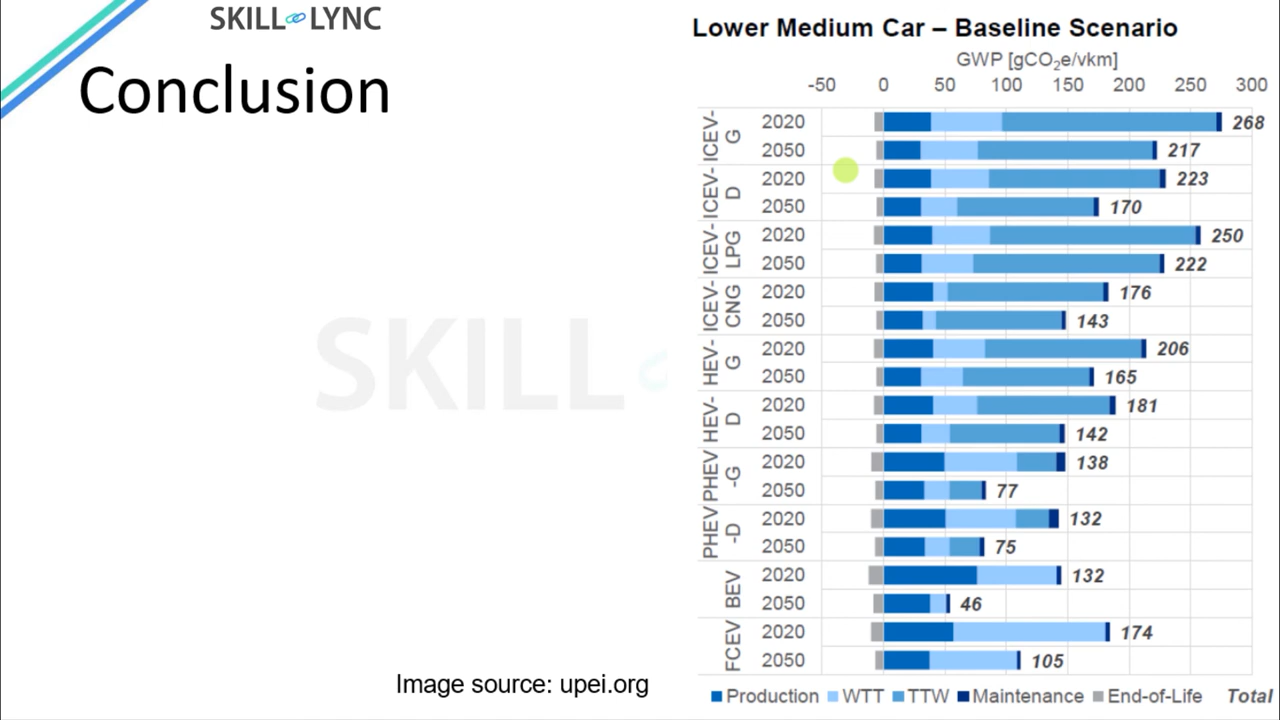 SKILL LYNC
Conclusion
SKILL
Image source: upei.org
Lower Medium Car – Baseline Scenario
GWP [gCO₂e/vkm]
-50 0 50 100 150 200 250 300
ICEV-G
2020 268
2050 217
ICEV-D
2020 223
2050 170
ICEV-LPG
2020 250
2050 222
ICEV-CNG
2020 176
2050 143
HEV-G
2020 206
2050 165
HEV-D
2020 181
2050 142
PHEV-G
2020 138
2050 77
PHEV-D
2020 132
2050 75
BEV
2020 132
2050 46
FCEV
2020 174
2050 105
Production WTT TTW Maintenance End-of-Life Total